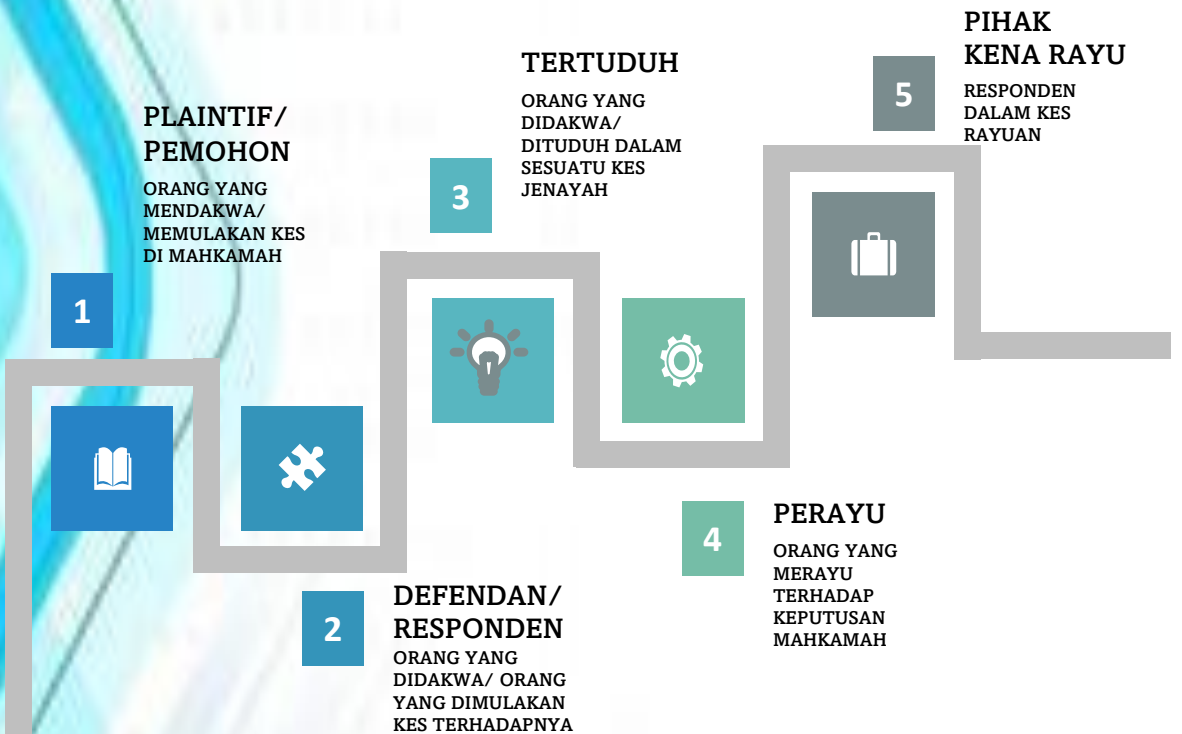 1
PLAINTIF/
PEMOHON
ORANG YANG
MENDAKWA/
MEMULAKAN KES
DI MAHKAMAH
2
DEFENDAN/
RESPONDEN
ORANG YANG
DIDAKWA/ ORANG
YANG DIMULAKAN
KES TERHADAPNYA
3
TERTUDUH
ORANG YANG
DIDAKWA/
DITUDUH DALAM
SESUATU KES
JENAYAH
4
PERAYU
ORANG YANG
MERAYU
TERHADAP
KEPUTUSAN
MAHKAMAH
5
PIHAK
KENA RAYU
RESPONDEN
DALAM KES
RAYUAN